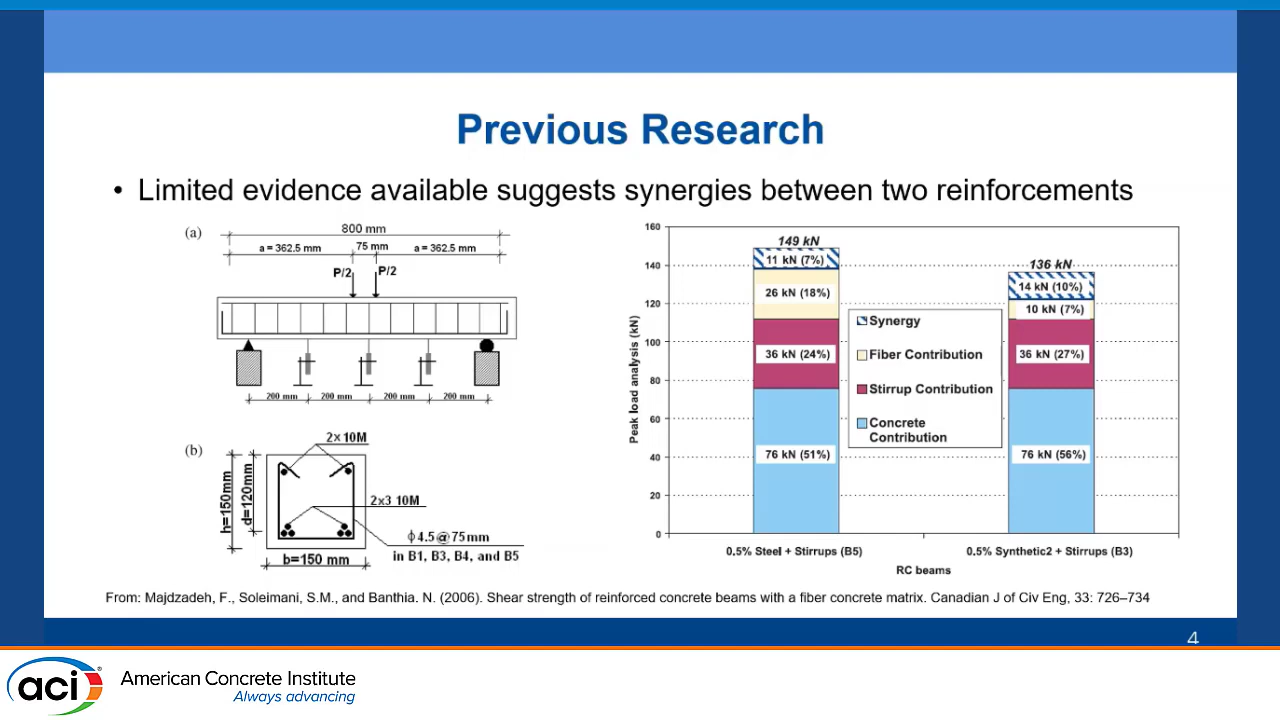 Previous Research
• Limited evidence available suggests synergies between two reinforcements
(a)
800 mm
a = 362.5 mm
75 mm
a = 362.5 mm
P/2
P/2
200 mm
200 mm
200 mm
200 mm
(b)
2×10M
h=150mm
d=120mm
2x3 10M
ϕ4.5@75mm
in B1, B3, B4, and B5
b=150 mm
Peak load analysis (kN)
160
140
120
100
80
60
40
20
0
149 kN
11 kN (7%)
26 kN (18%)
36 kN (24%)
76 kN (51%)
Synergy
Fiber Contribution
Stirrup Contribution
Concrete
Contribution
136 kN
14 kN (10%)
10 kN (7%)
36 kN (27%)
76 kN (56%)
0.5% Steel + Stirrups (B5)
0.5% Synthetic2 + Stirrups (B3)
RC beams
From: Majdzadeh, F., Soleimani, S.M., and Banthia. N. (2006). Shear strength of reinforced concrete beams with a fiber concrete matrix. Canadian J of Civ Eng, 33: 726–734
4
aci®
American Concrete Institute
Always advancing